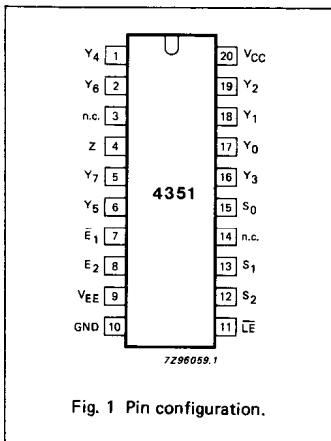 Y4 1
Y6 2
n.c. 3
Z 4
Y7 5
Y5 6
E̅1 7
E2 8
VEE 9
GND 10
4351
20 VCC
19 Y2
18 Y1
17 Y0
16 Y3
15 S0
14 n.c.
13 S1
12 S2
11 L̅E̅
7Z96059.1
Fig. 1 Pin configuration.